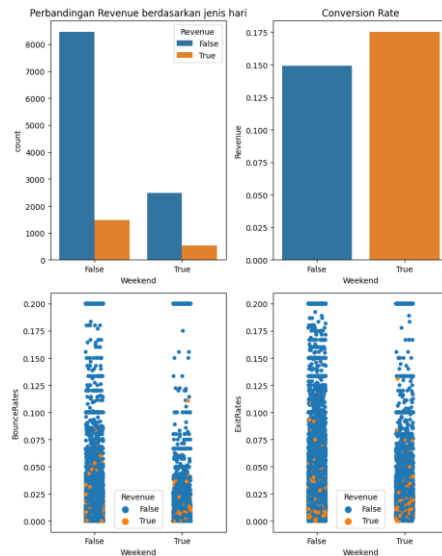 Perbandingan Revenue berdasarkan jenis hari
Revenue
False
True
8000
7000
6000
5000
4000
3000
2000
1000
0
count
False
True
Weekend
Conversion Rate
0.175
0.150
0.125
0.100
0.075
0.050
0.025
0.000
Revenue
False
True
Weekend
0.200
0.175
0.150
0.125
0.100
0.075
0.050
0.025
0.000
BounceRates
Revenue
False
True
False
True
Weekend
0.200
0.175
0.150
0.125
0.100
0.075
0.050
0.025
0.000
ExitRates
Revenue
False
True
False
True
Weekend